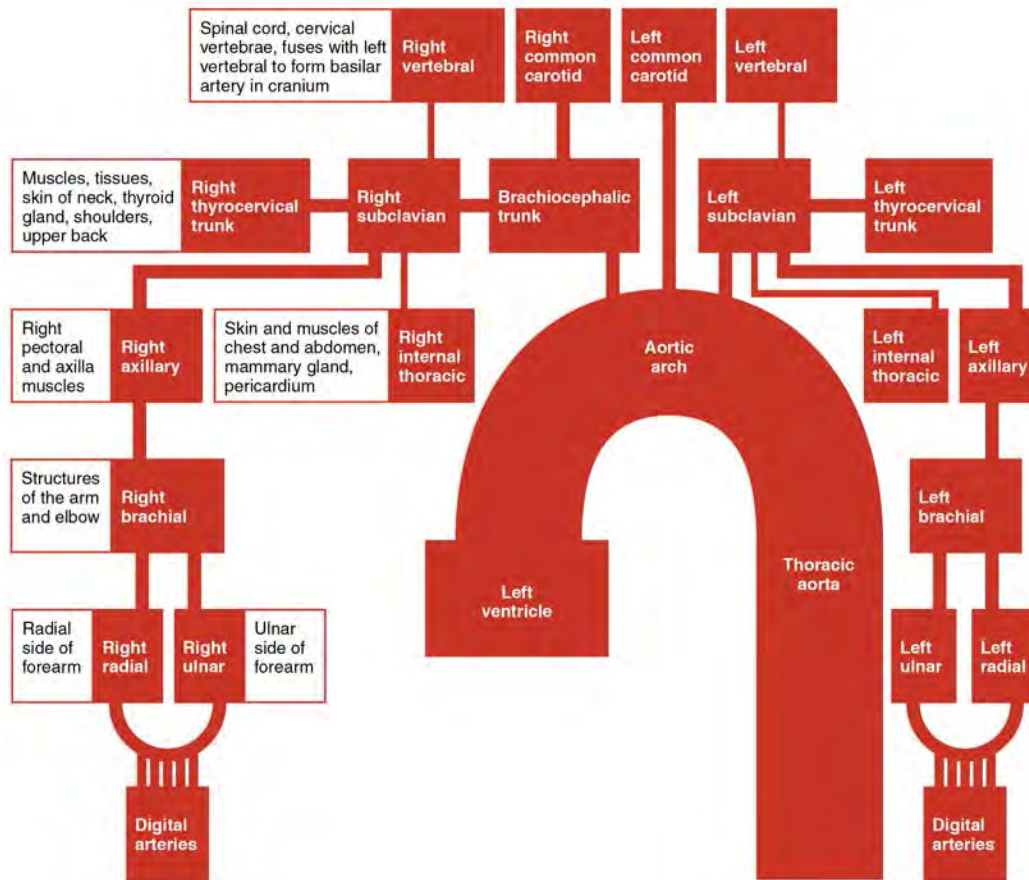 Spinal cord, cervical
vertebrae, fuses with left
vertebral to form basilar
artery in cranium
Right
vertebral
Right
common
carotid
Left
common
carotid
Left
vertebral
Muscles, tissues,
skin of neck, thyroid
gland, shoulders,
upper back
Right
thyrocervical
trunk
Right
subclavian
Brachiocephalic
trunk
Left
subclavian
Left
thyrocervical
trunk
Right
pectoral
and axilla
muscles
Right
axillary
Skin and muscles of
chest and abdomen,
mammary gland,
pericardium
Right
internal
thoracic
Aortic
arch
Left
internal
thoracic
Left
axillary
Structures
of the arm
and elbow
Right
brachial
Left
brachial
Left
ventricle
Thoracic
aorta
Radial
side of
forearm
Right
radial
Right
ulnar
Ulnar
side of
forearm
Left
ulnar
Left
radial
Digital
arteries
Digital
arteries